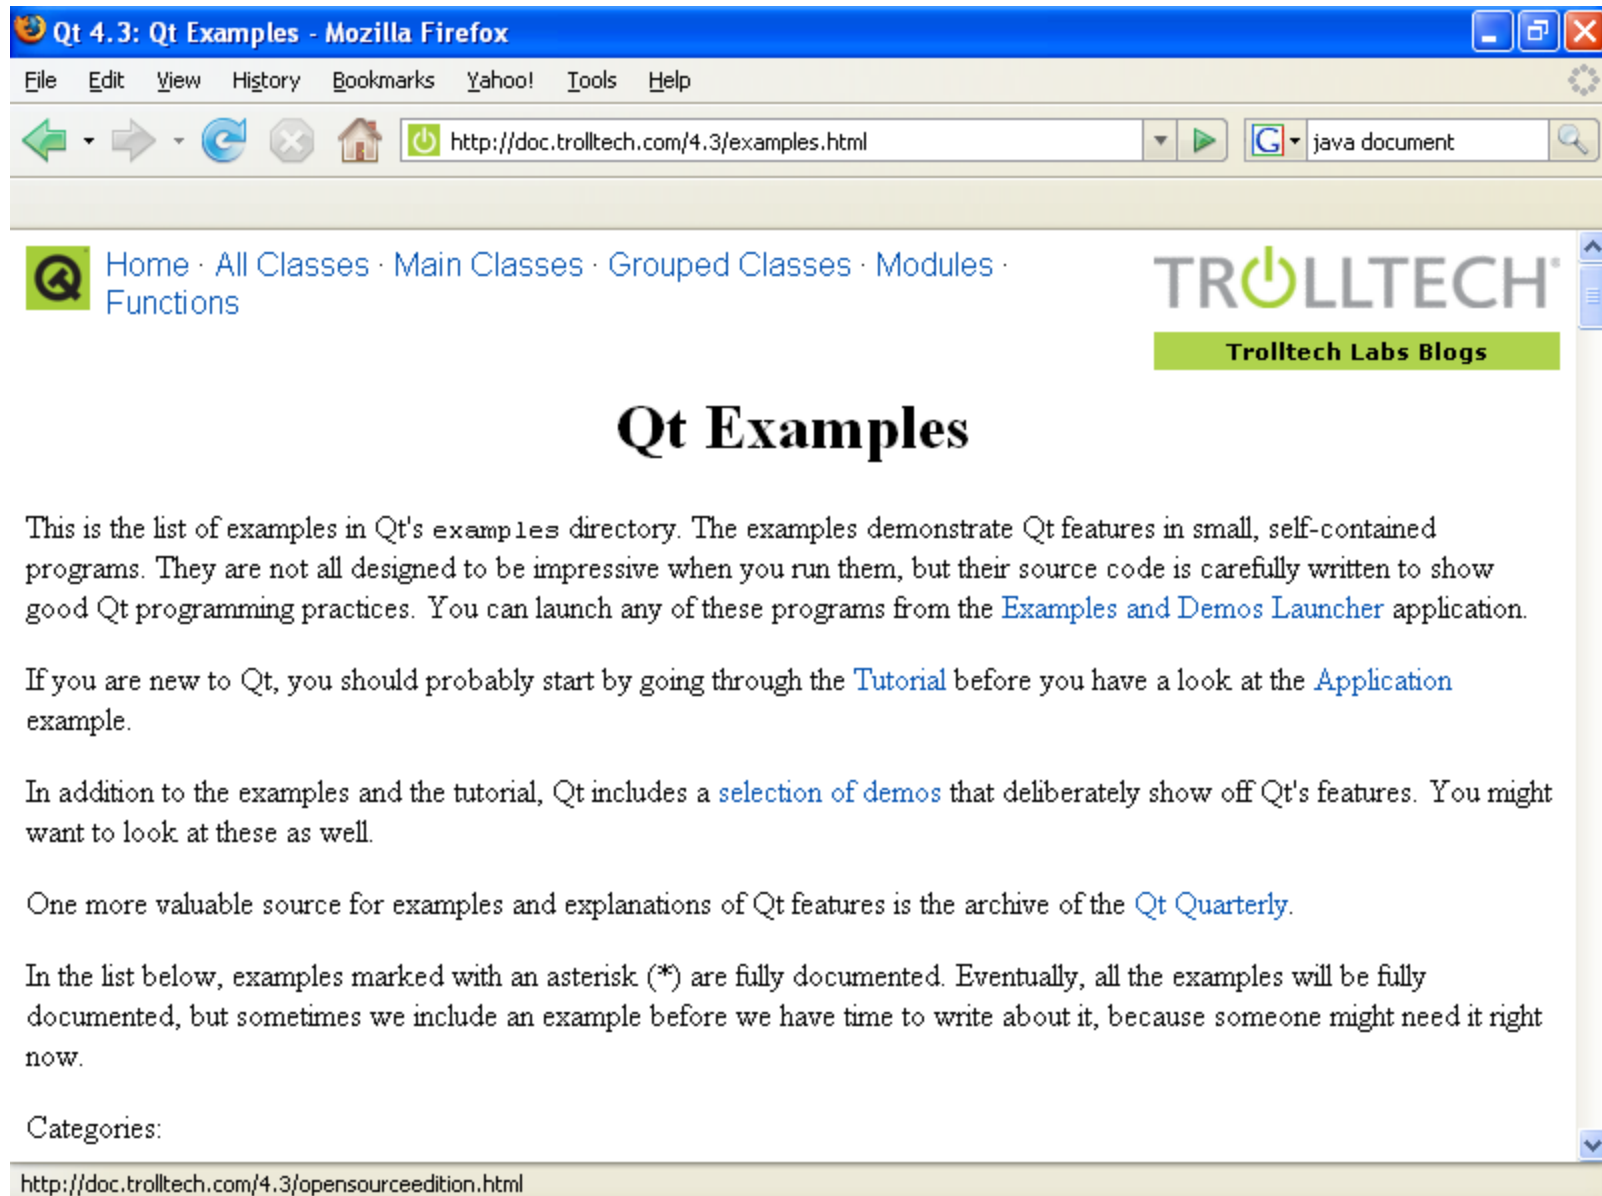 Qt 4.3: Qt Examples - Mozilla Firefox
File Edit View History Bookmarks Yahoo! Tools Help
http://doc.trolltech.com/4.3/examples.html
G java document
Home · All Classes · Main Classes · Grouped Classes · Modules ·
Functions
TROLLTECH®
Trolltech Labs Blogs
Qt Examples
This is the list of examples in Qt's examples directory. The examples demonstrate Qt features in small, self-contained
programs. They are not all designed to be impressive when you run them, but their source code is carefully written to show
good Qt programming practices. You can launch any of these programs from the Examples and Demos Launcher application.
If you are new to Qt, you should probably start by going through the Tutorial before you have a look at the Application
example.
In addition to the examples and the tutorial, Qt includes a selection of demos that deliberately show off Qt's features. You might
want to look at these as well.
One more valuable source for examples and explanations of Qt features is the archive of the Qt Quarterly.
In the list below, examples marked with an asterisk (*) are fully documented. Eventually, all the examples will be fully
documented, but sometimes we include an example before we have time to write about it, because someone might need it right
now.
Categories:
http://doc.trolltech.com/4.3/opensourceedition.html